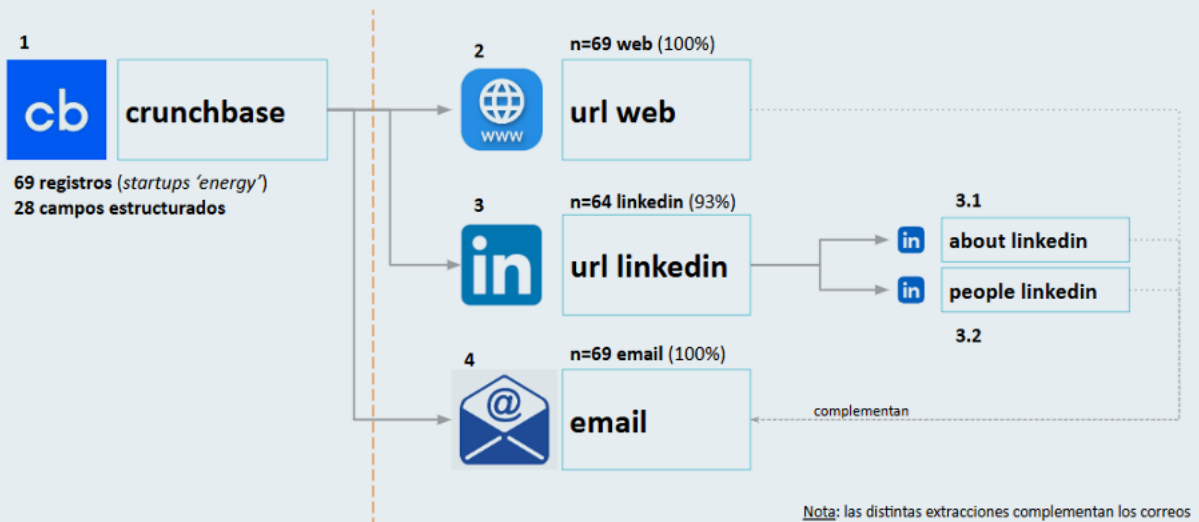 1
cb
crunchbase
69 registros (startups ‘energy’)
28 campos estructurados
2
n=69 web (100%)
www
url web
3
n=64 linkedin (93%)
in
url linkedin
3.1
in
about linkedin
in
people linkedin
3.2
4
n=69 email (100%)
@
email
complementan
Nota: las distintas extracciones complementan los correos